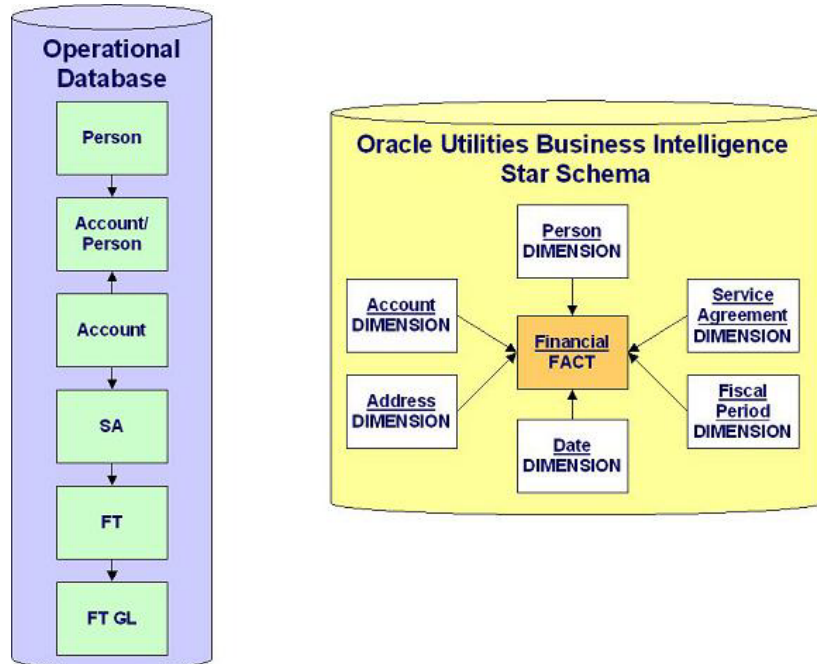 Operational
Database
Person
Account/
Person
Account
SA
FT
FT GL
Oracle Utilities Business Intelligence
Star Schema
Person
DIMENSION
Account
DIMENSION
Service
Agreement
DIMENSION
Financial
FACT
Address
DIMENSION
Fiscal
Period
DIMENSION
Date
DIMENSION